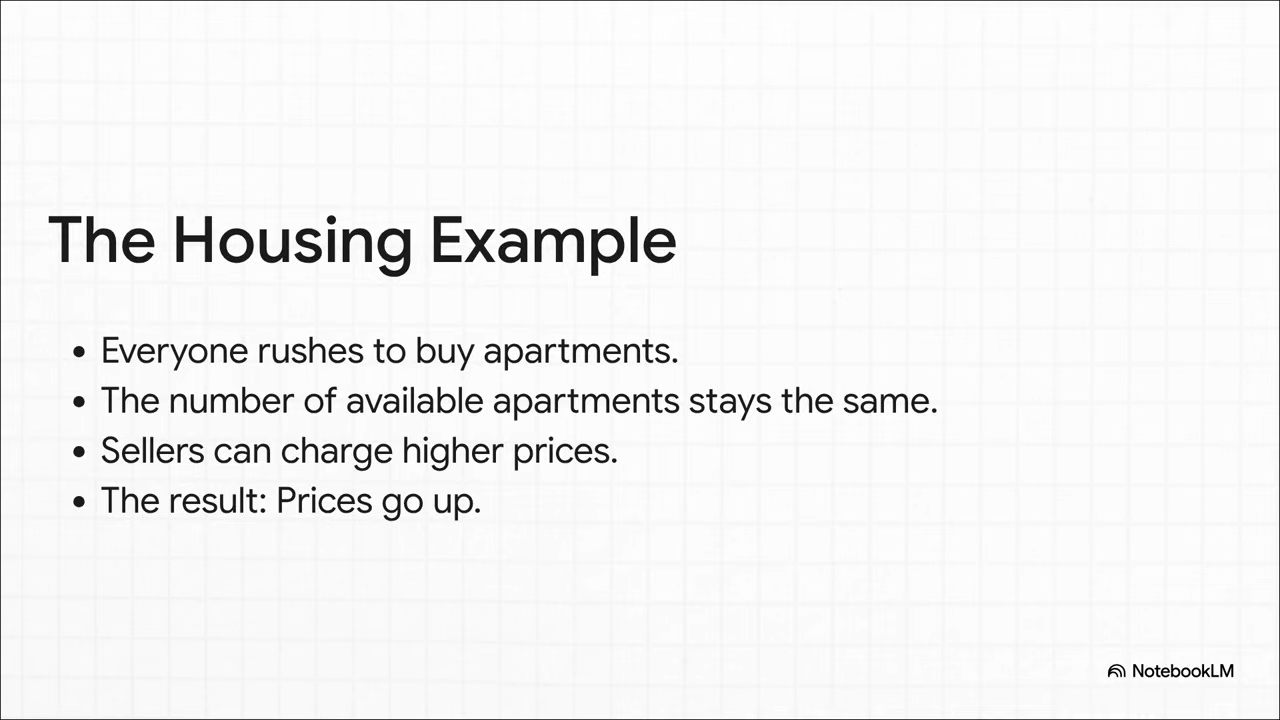 The Housing Example
• Everyone rushes to buy apartments.
• The number of available apartments stays the same.
• Sellers can charge higher prices.
• The result: Prices go up.
NotebookLM